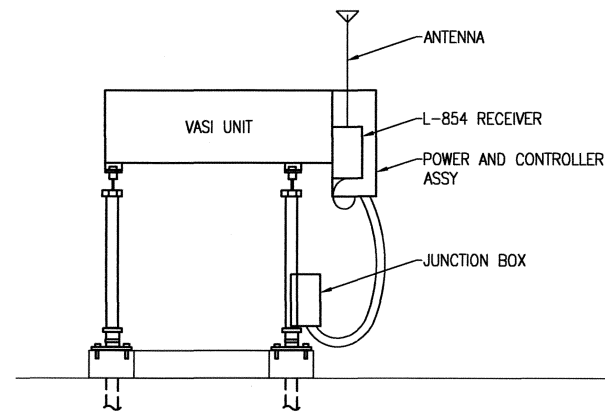 ANTENNA
VASI UNIT
L-854 RECEIVER
POWER AND CONTROLLER
ASSY
JUNCTION BOX